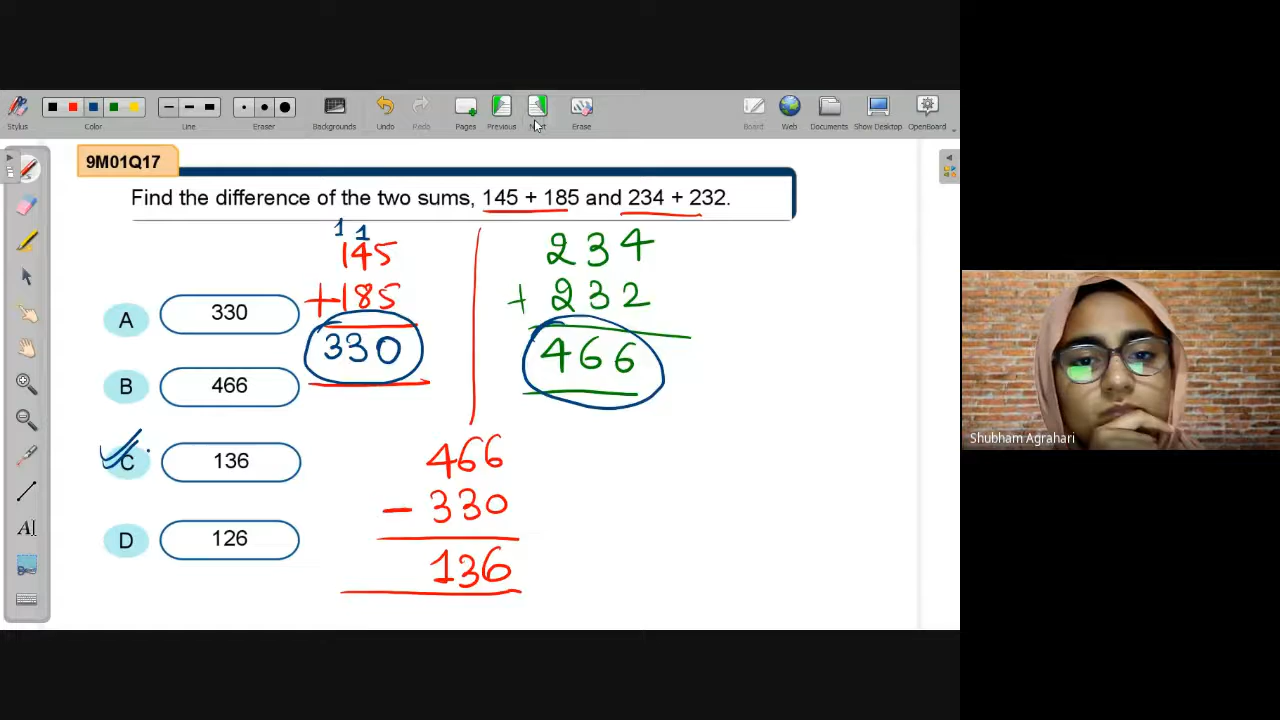 Stylus Color Line Eraser Backgrounds Undo Redo Pages Previous Next Erase Board Web Documents Show Desktop OpenBoard
9M01Q17
Find the difference of the two sums, 145 + 185 and 234 + 232.
1 1
145
+185
330
234
+ 232
466
A 330
B 466
C 136
D 126
466
- 330
136
Shubham Agrahari